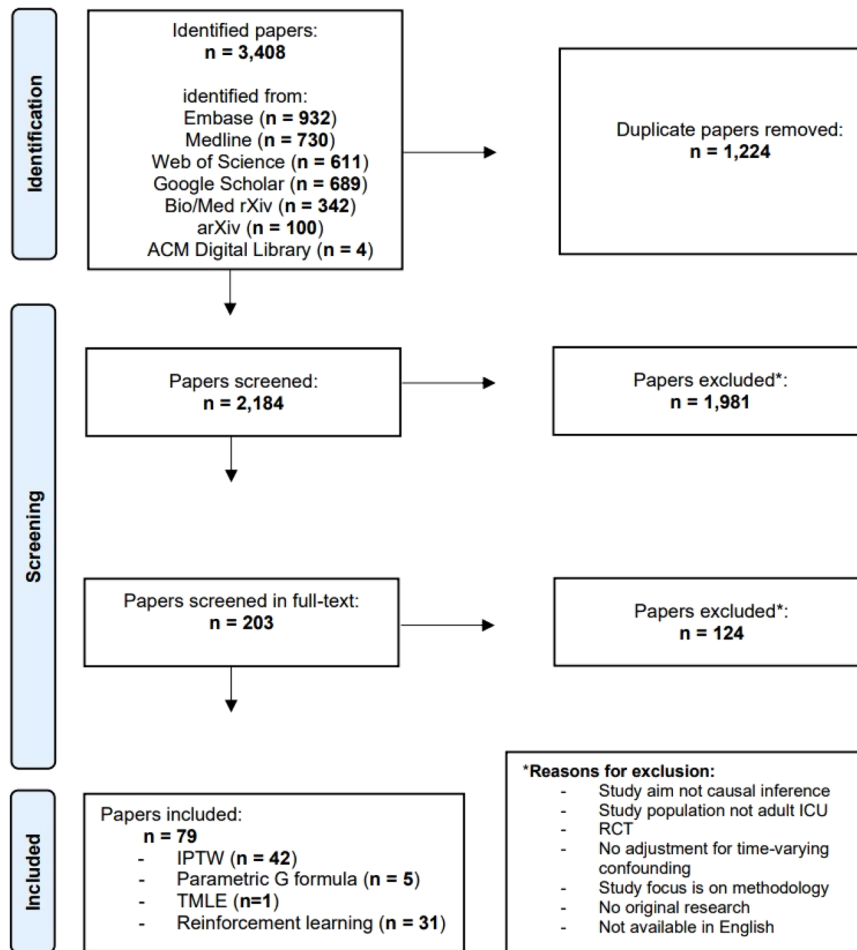 Identification
Identified papers:
n = 3,408
identified from:
Embase (n = 932)
Medline (n = 730)
Web of Science (n = 611)
Google Scholar (n = 689)
Bio/Med rXiv (n = 342)
arXiv (n = 100)
ACM Digital Library (n = 4)
Duplicate papers removed:
n = 1,224
Screening
Papers screened:
n = 2,184
Papers excluded*:
n = 1,981
Papers screened in full-text:
n = 203
Papers excluded*:
n = 124
Included
Papers included:
n = 79
- IPTW (n = 42)
- Parametric G formula (n = 5)
- TMLE (n=1)
- Reinforcement learning (n = 31)
*Reasons for exclusion:
- Study aim not causal inference
- Study population not adult ICU
- RCT
- No adjustment for time-varying
confounding
- Study focus is on methodology
- No original research
- Not available in English